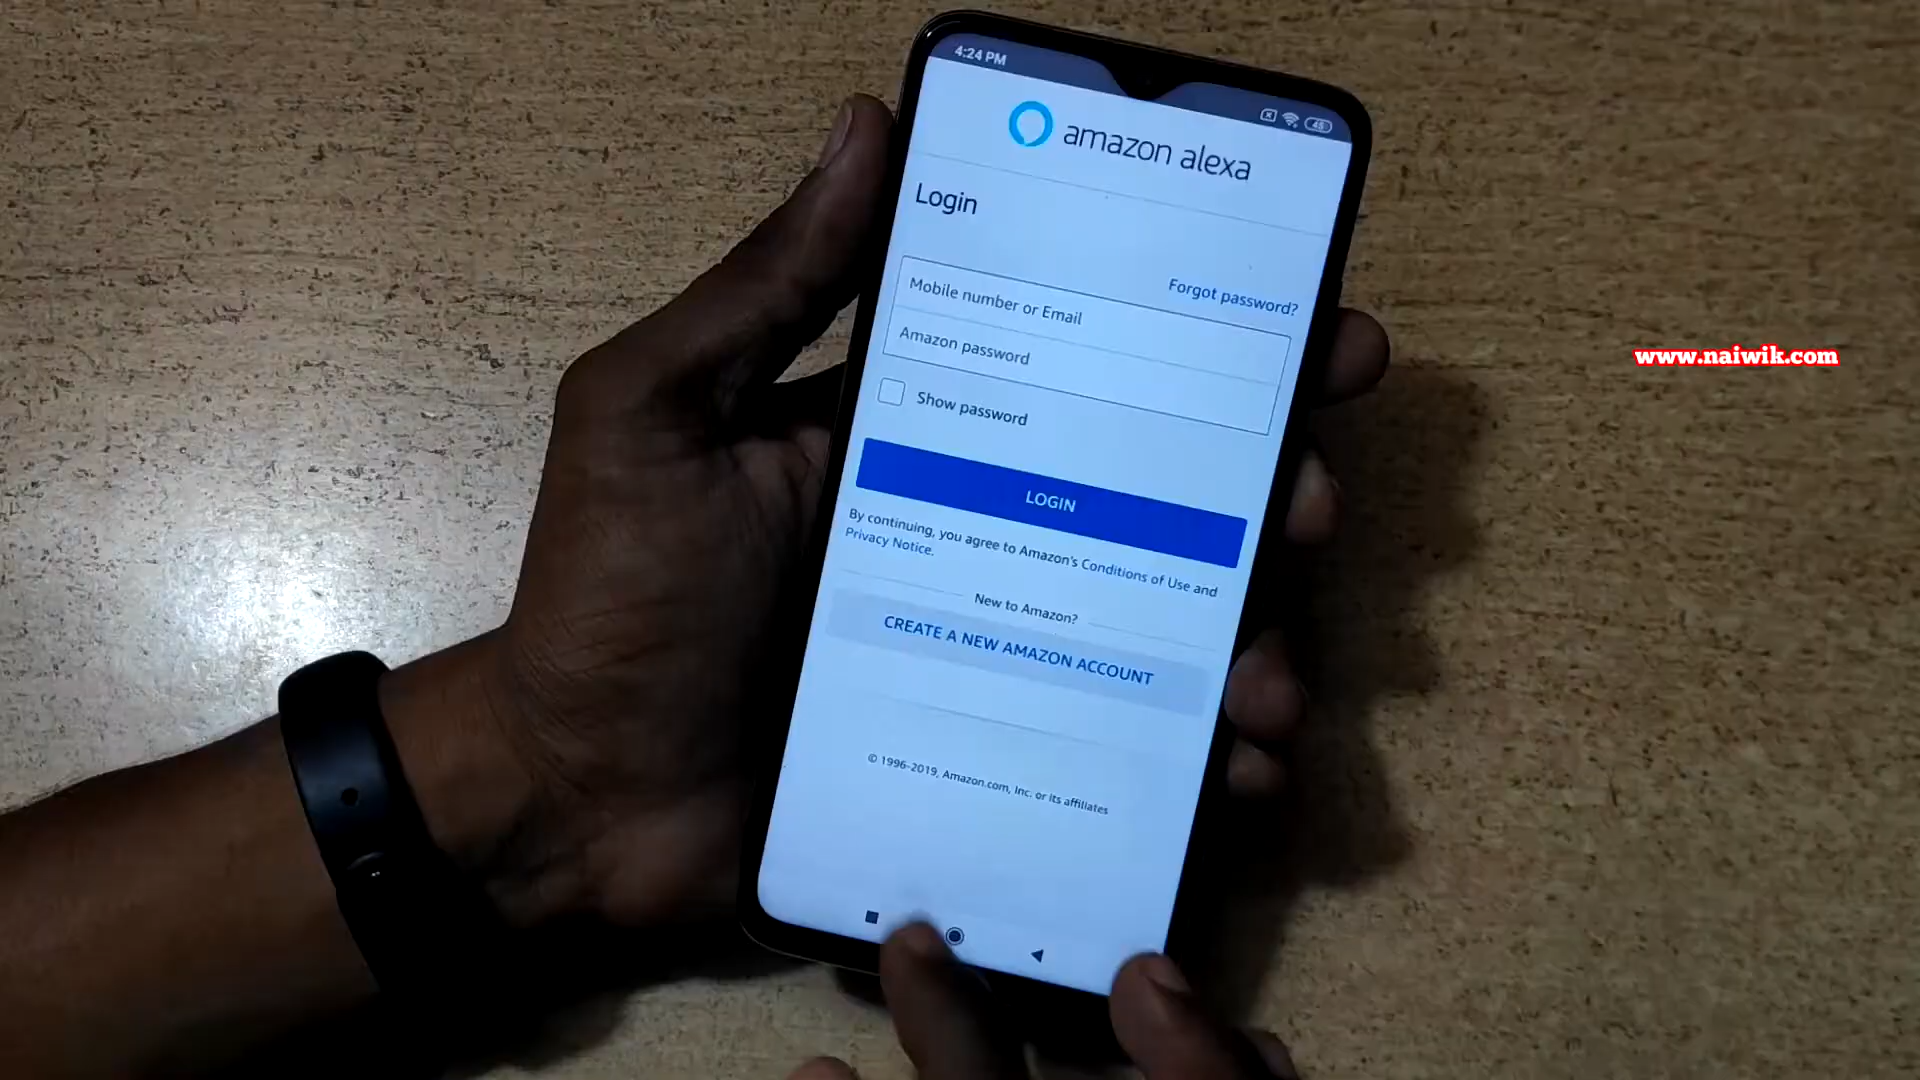 4:24 PM
45
amazon alexa
Login
Forgot password?
Mobile number or Email
Amazon password
Show password
LOGIN
By continuing, you agree to Amazon's Conditions of Use and
Privacy Notice.
New to Amazon?
CREATE A NEW AMAZON ACCOUNT
© 1996-2019, Amazon.com, Inc. or its affiliates
www.naiwik.com